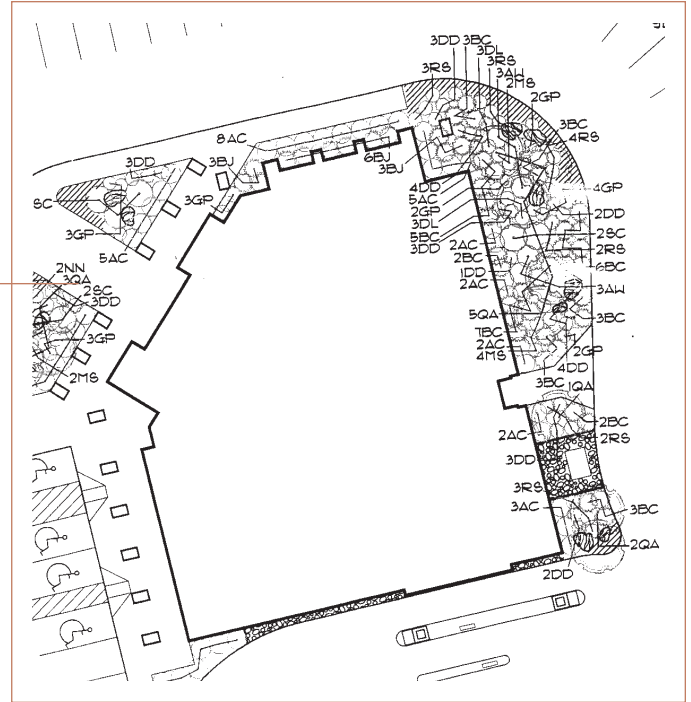 3DD 3BC
3DL
3RS
3RS
3AW
2MS
2GP
8AC
3BC
4RS
3DD
3BJ
6BJ
3BJ
SC
3GP
4DD
5AC
2GP
3DL
5BC
3DD
4GP
2DD
3GP
2SC
2RS
5AC
2AC
2BC
1DD
2AC
6BC
2NN
3QA
2SC
3DD
3AW
5QA
3BC
3GP
7BC
2AC
4MS
2GP
4DD
2MS
3BC
1QA
2AC
2BC
2RS
3DD
3RS
3AC
3BC
2QA
2DD